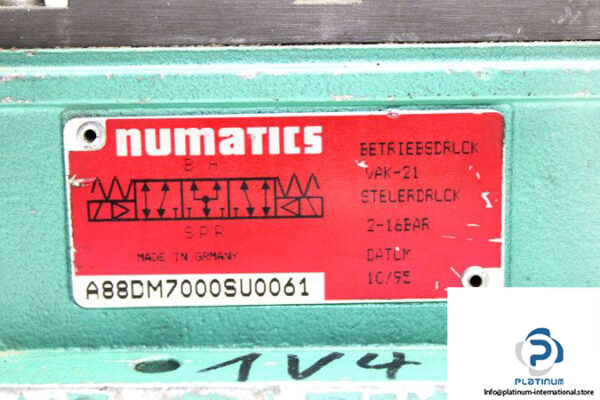 numatics
B A
S P R
MADE IN GRMANY
A88DM7000SU0061
BETRIEBSDRUCK
VAK-21
STEUERDRUCK
2-16BAR
DATUM
10/95
1V4
PLATINUM
Info@platinum-international.store